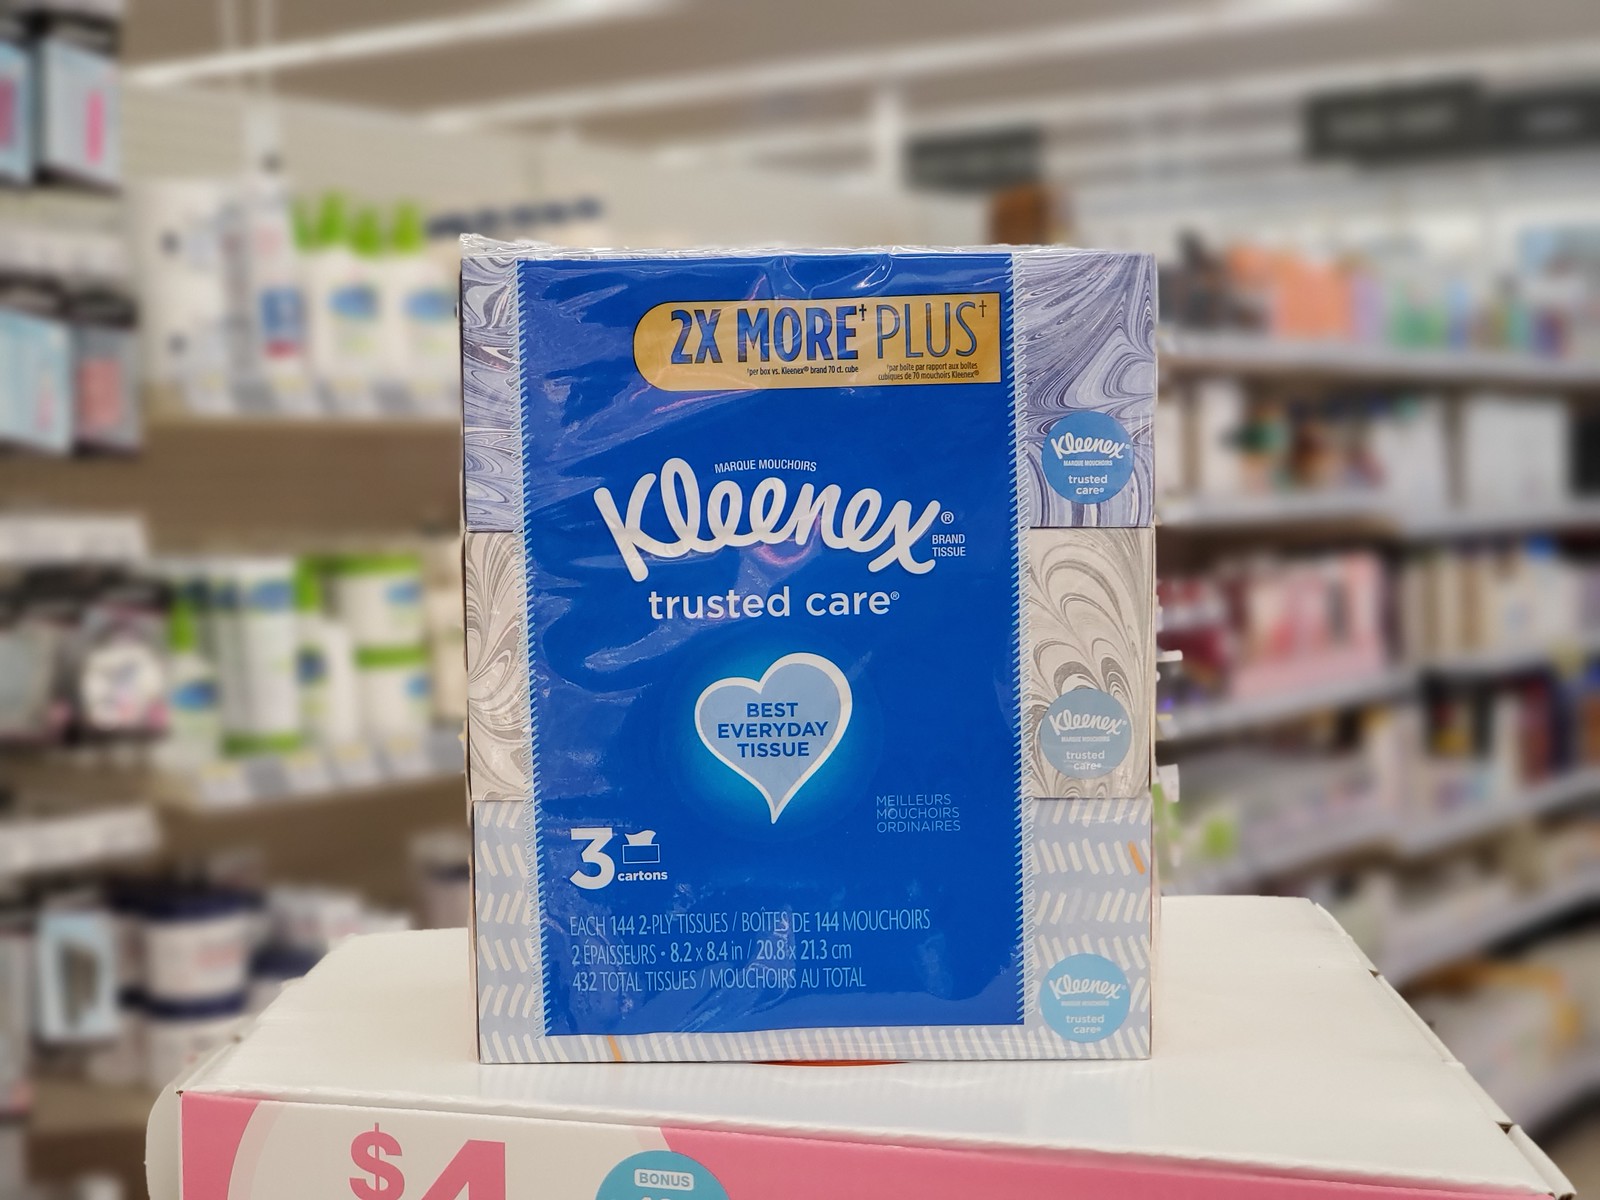 2X MORE† PLUS†
†per box vs. Kleenex® brand 70 ct. cube
†par boîte par rapport aux boîtes
cubiques de 70 mouchoirs Kleenex®
MARQUE MOUCHOIRS
Kleenex®
BRAND
TISSUE
trusted care®
BEST
EVERYDAY
TISSUE
MEILLEURS
MOUCHOIRS
ORDINAIRES
3
cartons
EACH 144 2-PLY TISSUES / BOÎTES DE 144 MOUCHOIRS
2 ÉPAISSEURS • 8.2 x 8.4 in / 20.8 x 21.3 cm
432 TOTAL TISSUES / MOUCHOIRS AU TOTAL
Kleenex®
MARQUE MOUCHOIRS
trusted
care®
Kleenex®
MARQUE MOUCHOIRS
trusted
care®
Kleenex®
MARQUE MOUCHOIRS
trusted
care®
$4
BONUS